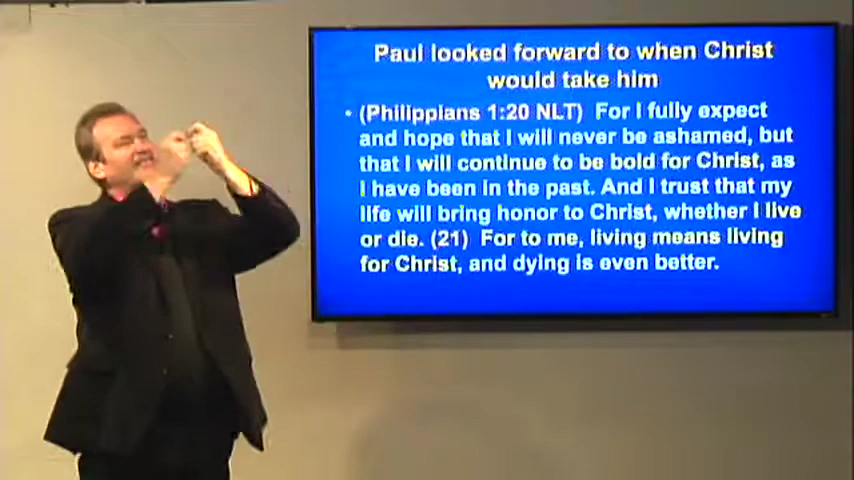 Paul looked forward to when Christ
would take him
• (Philippians 1:20 NLT)  For I fully expect
and hope that I will never be ashamed, but
that I will continue to be bold for Christ, as
I have been in the past. And I trust that my
life will bring honor to Christ, whether I live
or die. (21)  For to me, living means living
for Christ, and dying is even better.